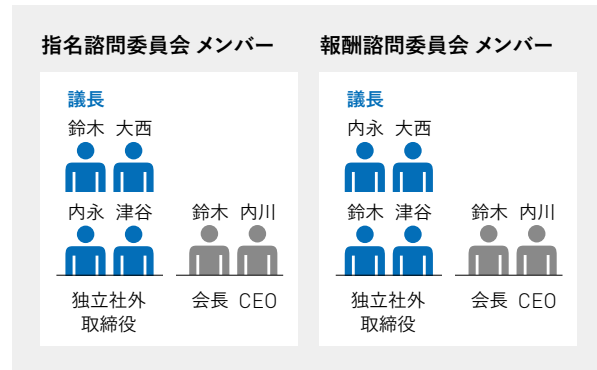 指名諮問委員会 メンバー
議長
鈴木 大西
内永 津谷 鈴木 内川
独立社外
取締役
会長 CEO
報酬諮問委員会 メンバー
議長
内永 大西
鈴木 津谷 鈴木 内川
独立社外
取締役
会長 CEO